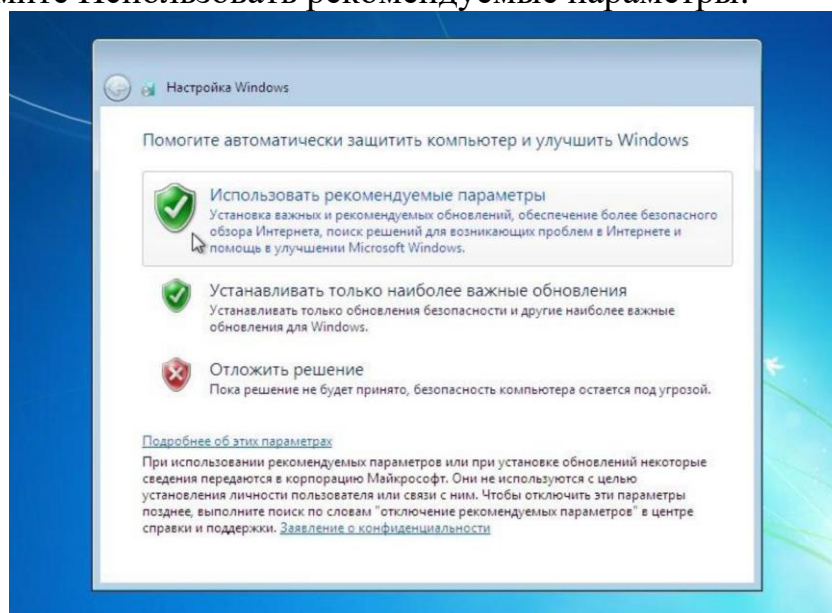 Использовать рекомендуемые параметры.
Настройка Windows
Помогите автоматически защитить компьютер и улучшить Windows
Использовать рекомендуемые параметры
Установка важных и рекомендуемых обновлений, обеспечение более безопасного
обзора Интернета, поиск решений для возникающих проблем в Интернете и
помощь в улучшении Microsoft Windows.
Устанавливать только наиболее важные обновления
Устанавливать только обновления безопасности и другие наиболее важные
обновления для Windows.
Отложить решение
Пока решение не будет принято, безопасность компьютера остается под угрозой.
Подробнее об этих параметрах
При использовании рекомендуемых параметров или при установке обновлений некоторые
сведения передаются в корпорацию Майкрософт. Они не используются с целью
установления личности пользователя или связи с ним. Чтобы отключить эти параметры
позднее, выполните поиск по словам "отключение рекомендуемых параметров" в центре
справки и поддержки. Заявление о конфиденциальности